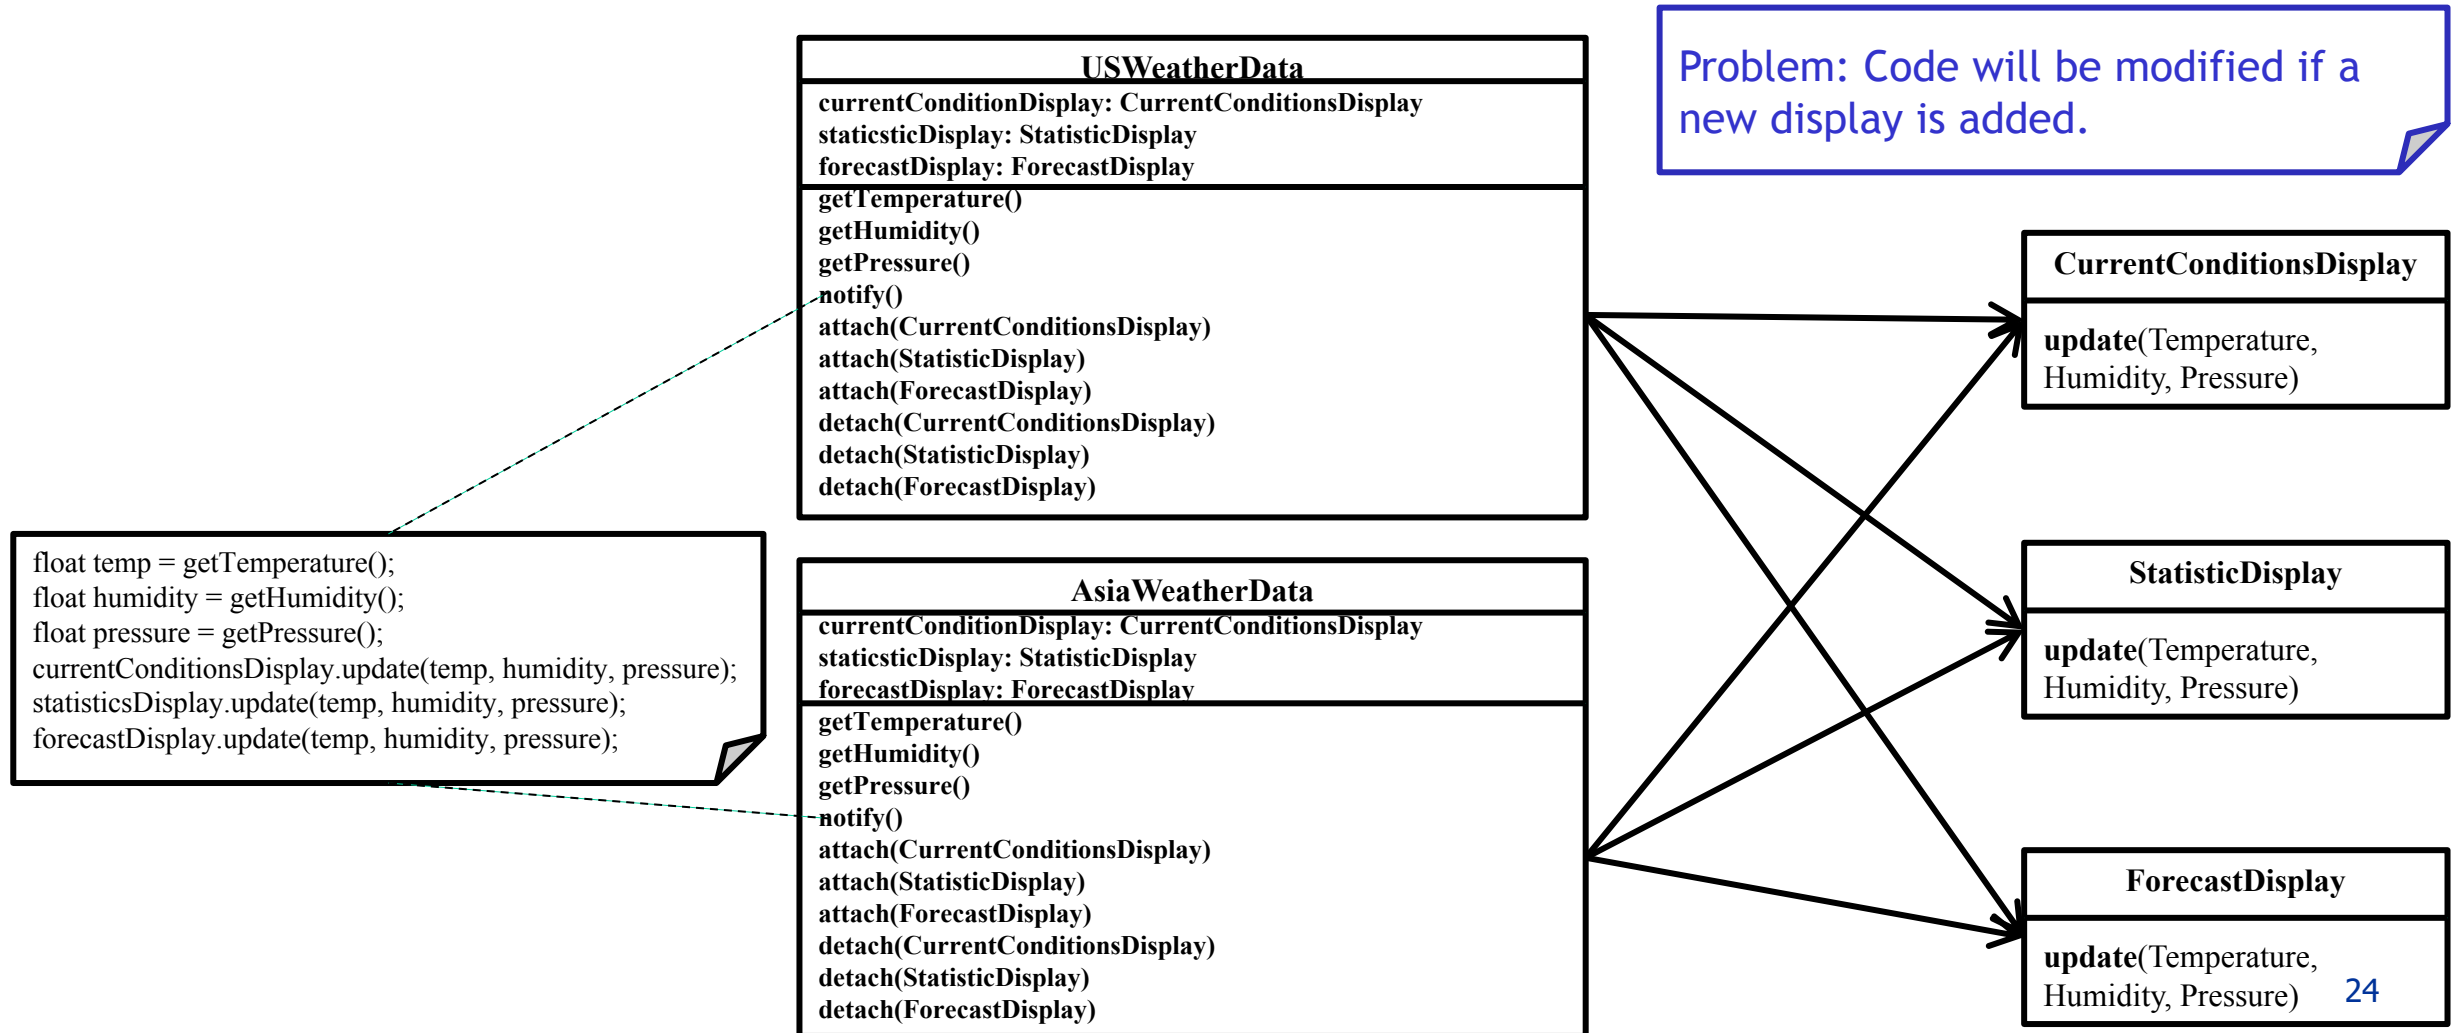 Problem: Code will be modified if a
new display is added.
USWeatherData
currentConditionDisplay: CurrentConditionsDisplay
staticsticDisplay: StatisticDisplay
forecastDisplay: ForecastDisplay
getTemperature()
getHumidity()
getPressure()
notify()
attach(CurrentConditionsDisplay)
attach(StatisticDisplay)
attach(ForecastDisplay)
detach(CurrentConditionsDisplay)
detach(StatisticDisplay)
detach(ForecastDisplay)
float temp = getTemperature();
float humidity = getHumidity();
float pressure = getPressure();
currentConditionsDisplay.update(temp, humidity, pressure);
statisticsDisplay.update(temp, humidity, pressure);
forecastDisplay.update(temp, humidity, pressure);
AsiaWeatherData
currentConditionDisplay: CurrentConditionsDisplay
staticsticDisplay: StatisticDisplay
forecastDisplay: ForecastDisplay
getTemperature()
getHumidity()
getPressure()
notify()
attach(CurrentConditionsDisplay)
attach(StatisticDisplay)
attach(ForecastDisplay)
detach(CurrentConditionsDisplay)
detach(StatisticDisplay)
detach(ForecastDisplay)
CurrentConditionsDisplay
update(Temperature,
Humidity, Pressure)
StatisticDisplay
update(Temperature,
Humidity, Pressure)
ForecastDisplay
update(Temperature,
Humidity, Pressure)
24